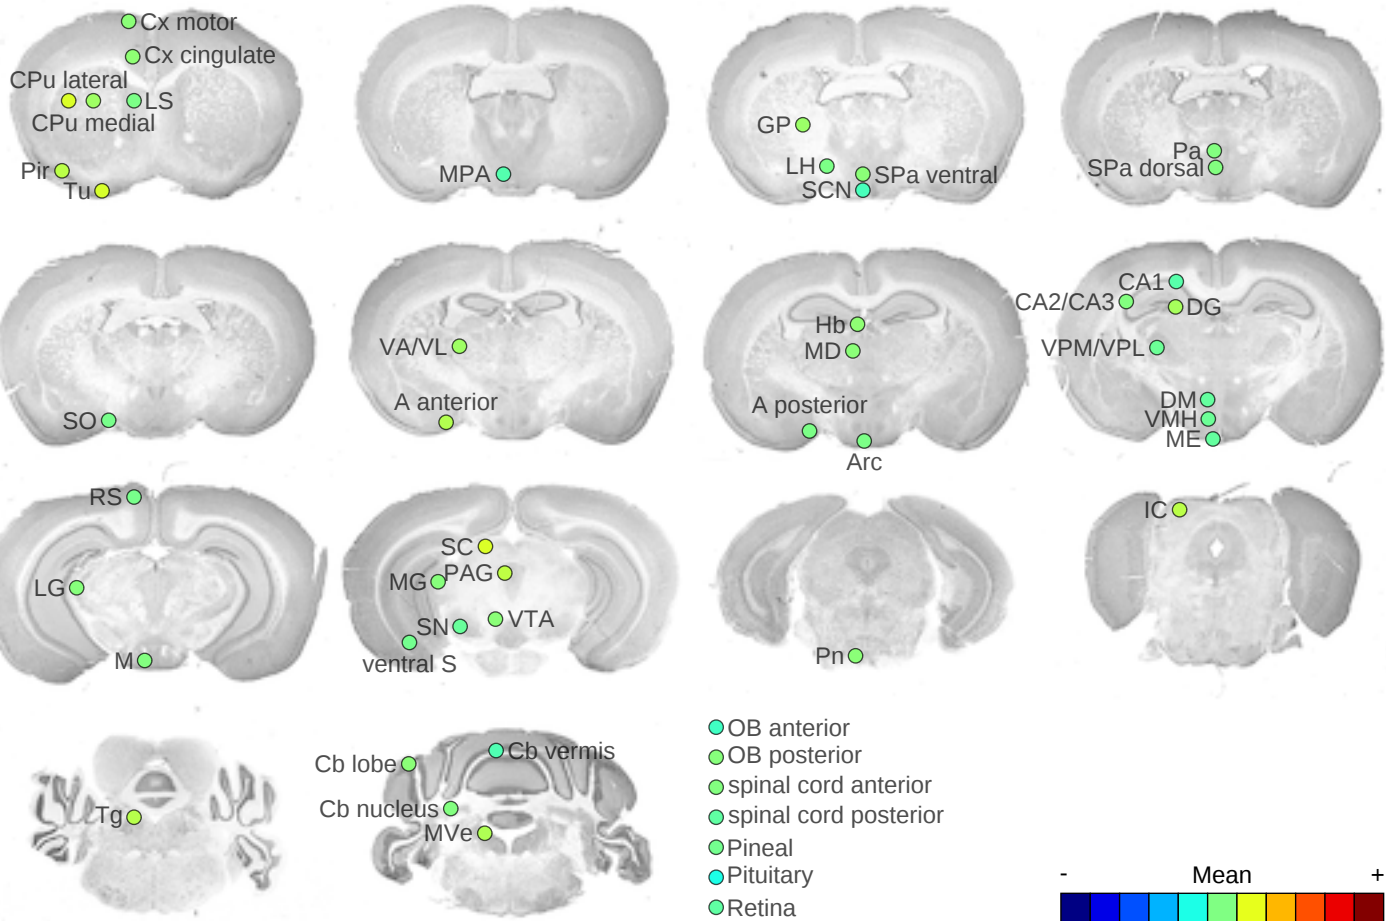 Cx motor
Cx cingulate
CPu lateral
LS
CPu medial
Pir
Tu
MPA
GP
LH
SPa ventral
SCN
Pa
SPa dorsal
SO
VA/VL
A anterior
Hb
MD
A posterior
Arc
CA1
CA2/CA3
DG
VPM/VPL
DM
VMH
ME
RS
LG
M
SC
PAG
MG
VTA
SN
ventral S
Pn
IC
Tg
Cb lobe
Cb vermis
Cb nucleus
MVe
OB anterior
OB posterior
spinal cord anterior
spinal cord posterior
Pineal
Pituitary
Retina
- Mean +